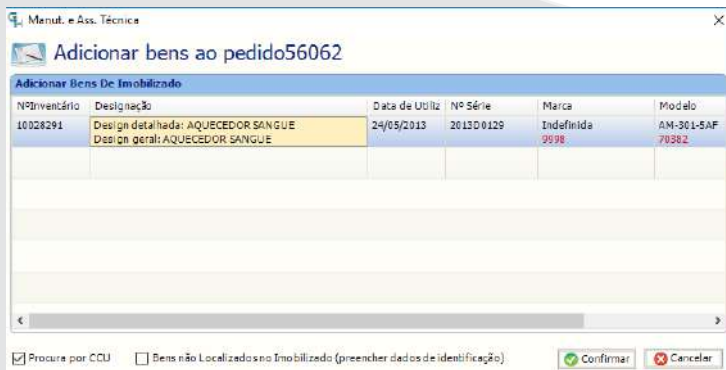 Manut. e Ass. Técnica
Adicionar bens ao pedido56062
Adicionar Bens De Imobilizado
NºInventário Designação Data de Utiliz Nº Série Marca Modelo
10028291 Design detalhada: AQUECEDOR SANGUE 24/05/2013 2013D0129 Indefinida AM-301-5AF
Design geral: AQUECEDOR SANGUE 9998 70382
Procura por CCU Bens não Localizados no Imobilizado (preencher dados de identificação) Confirmar Cancelar